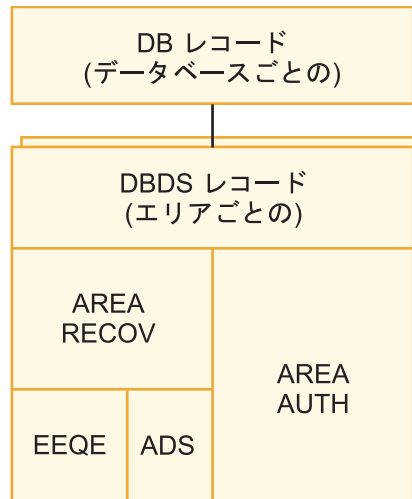 DB レコード
(データベースごとの)
DBDS レコード
(エリアごとの)
AREA
RECOV
AREA
AUTH
EEQE
ADS